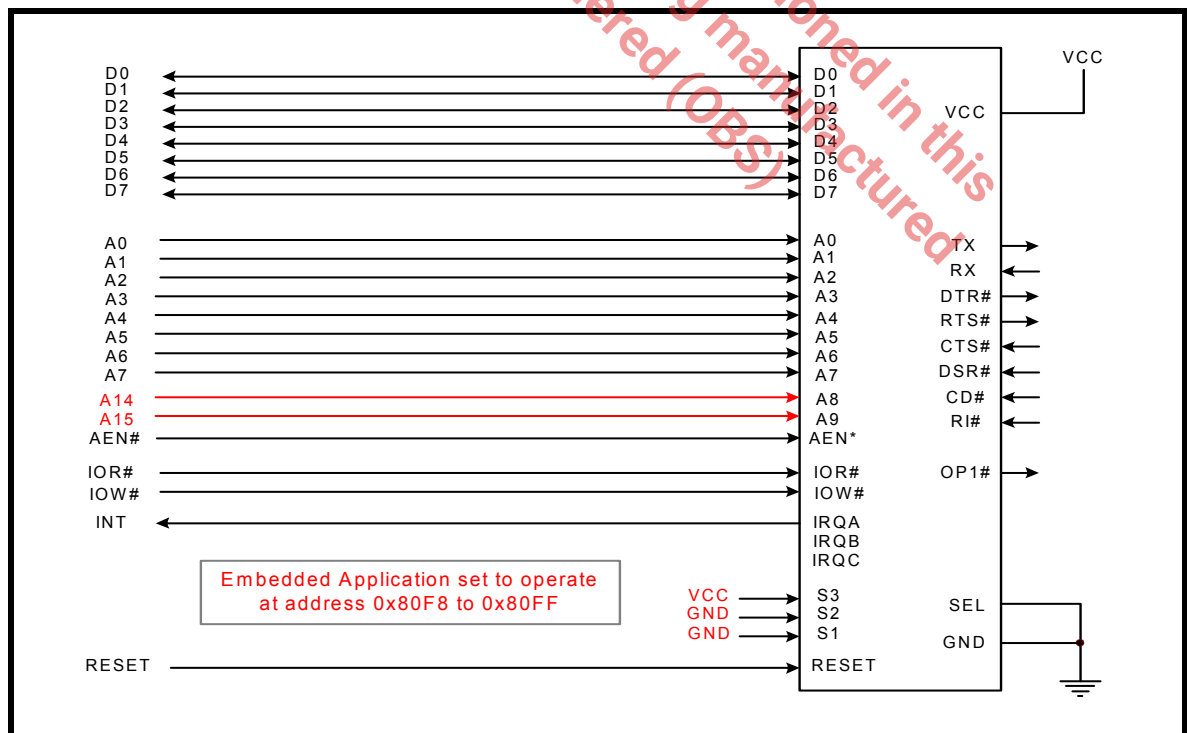 oned in this
g manufactured
ered (OBS)
D0
D1
D2
D3
D4
D5
D6
D7
A0
A1
A2
A3
A4
A5
A6
A7
A14
A15
AEN#
IOR#
IOW#
INT
Embedded Application set to operate
at address 0x80F8 to 0x80FF
VCC
GND
GND
RESET
D0
D1
D2
D3
D4
D5
D6
D7
A0
A1
A2
A3
A4
A5
A6
A7
A8
A9
AEN*
IOR#
IOW#
IRQA
IRQB
IRQC
S3
S2
S1
RESET
VCC
TX
RX
DTR#
RTS#
CTS#
DSR#
CD#
RI#
OP1#
SEL
GND
VCC